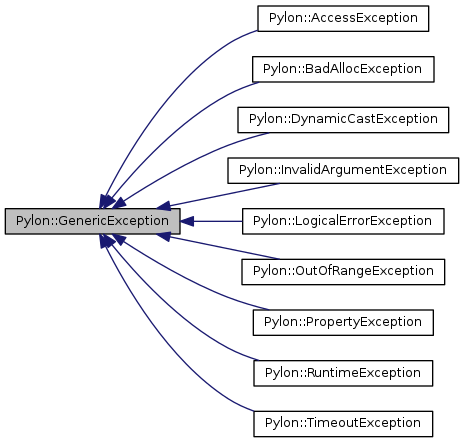 Pylon::AccessException
Pylon::BadAllocException
Pylon::DynamicCastException
Pylon::InvalidArgumentException
Pylon::GenericException
Pylon::LogicalErrorException
Pylon::OutOfRangeException
Pylon::PropertyException
Pylon::RuntimeException
Pylon::TimeoutException